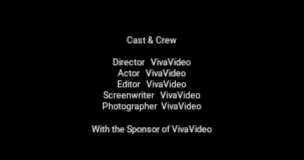 Cast & Crew
Director VivaVideo
Actor VivaVideo
Editor VivaVideo
Screenwriter VivaVideo
Photographer VivaVideo
With the Sponsor of VivaVideo